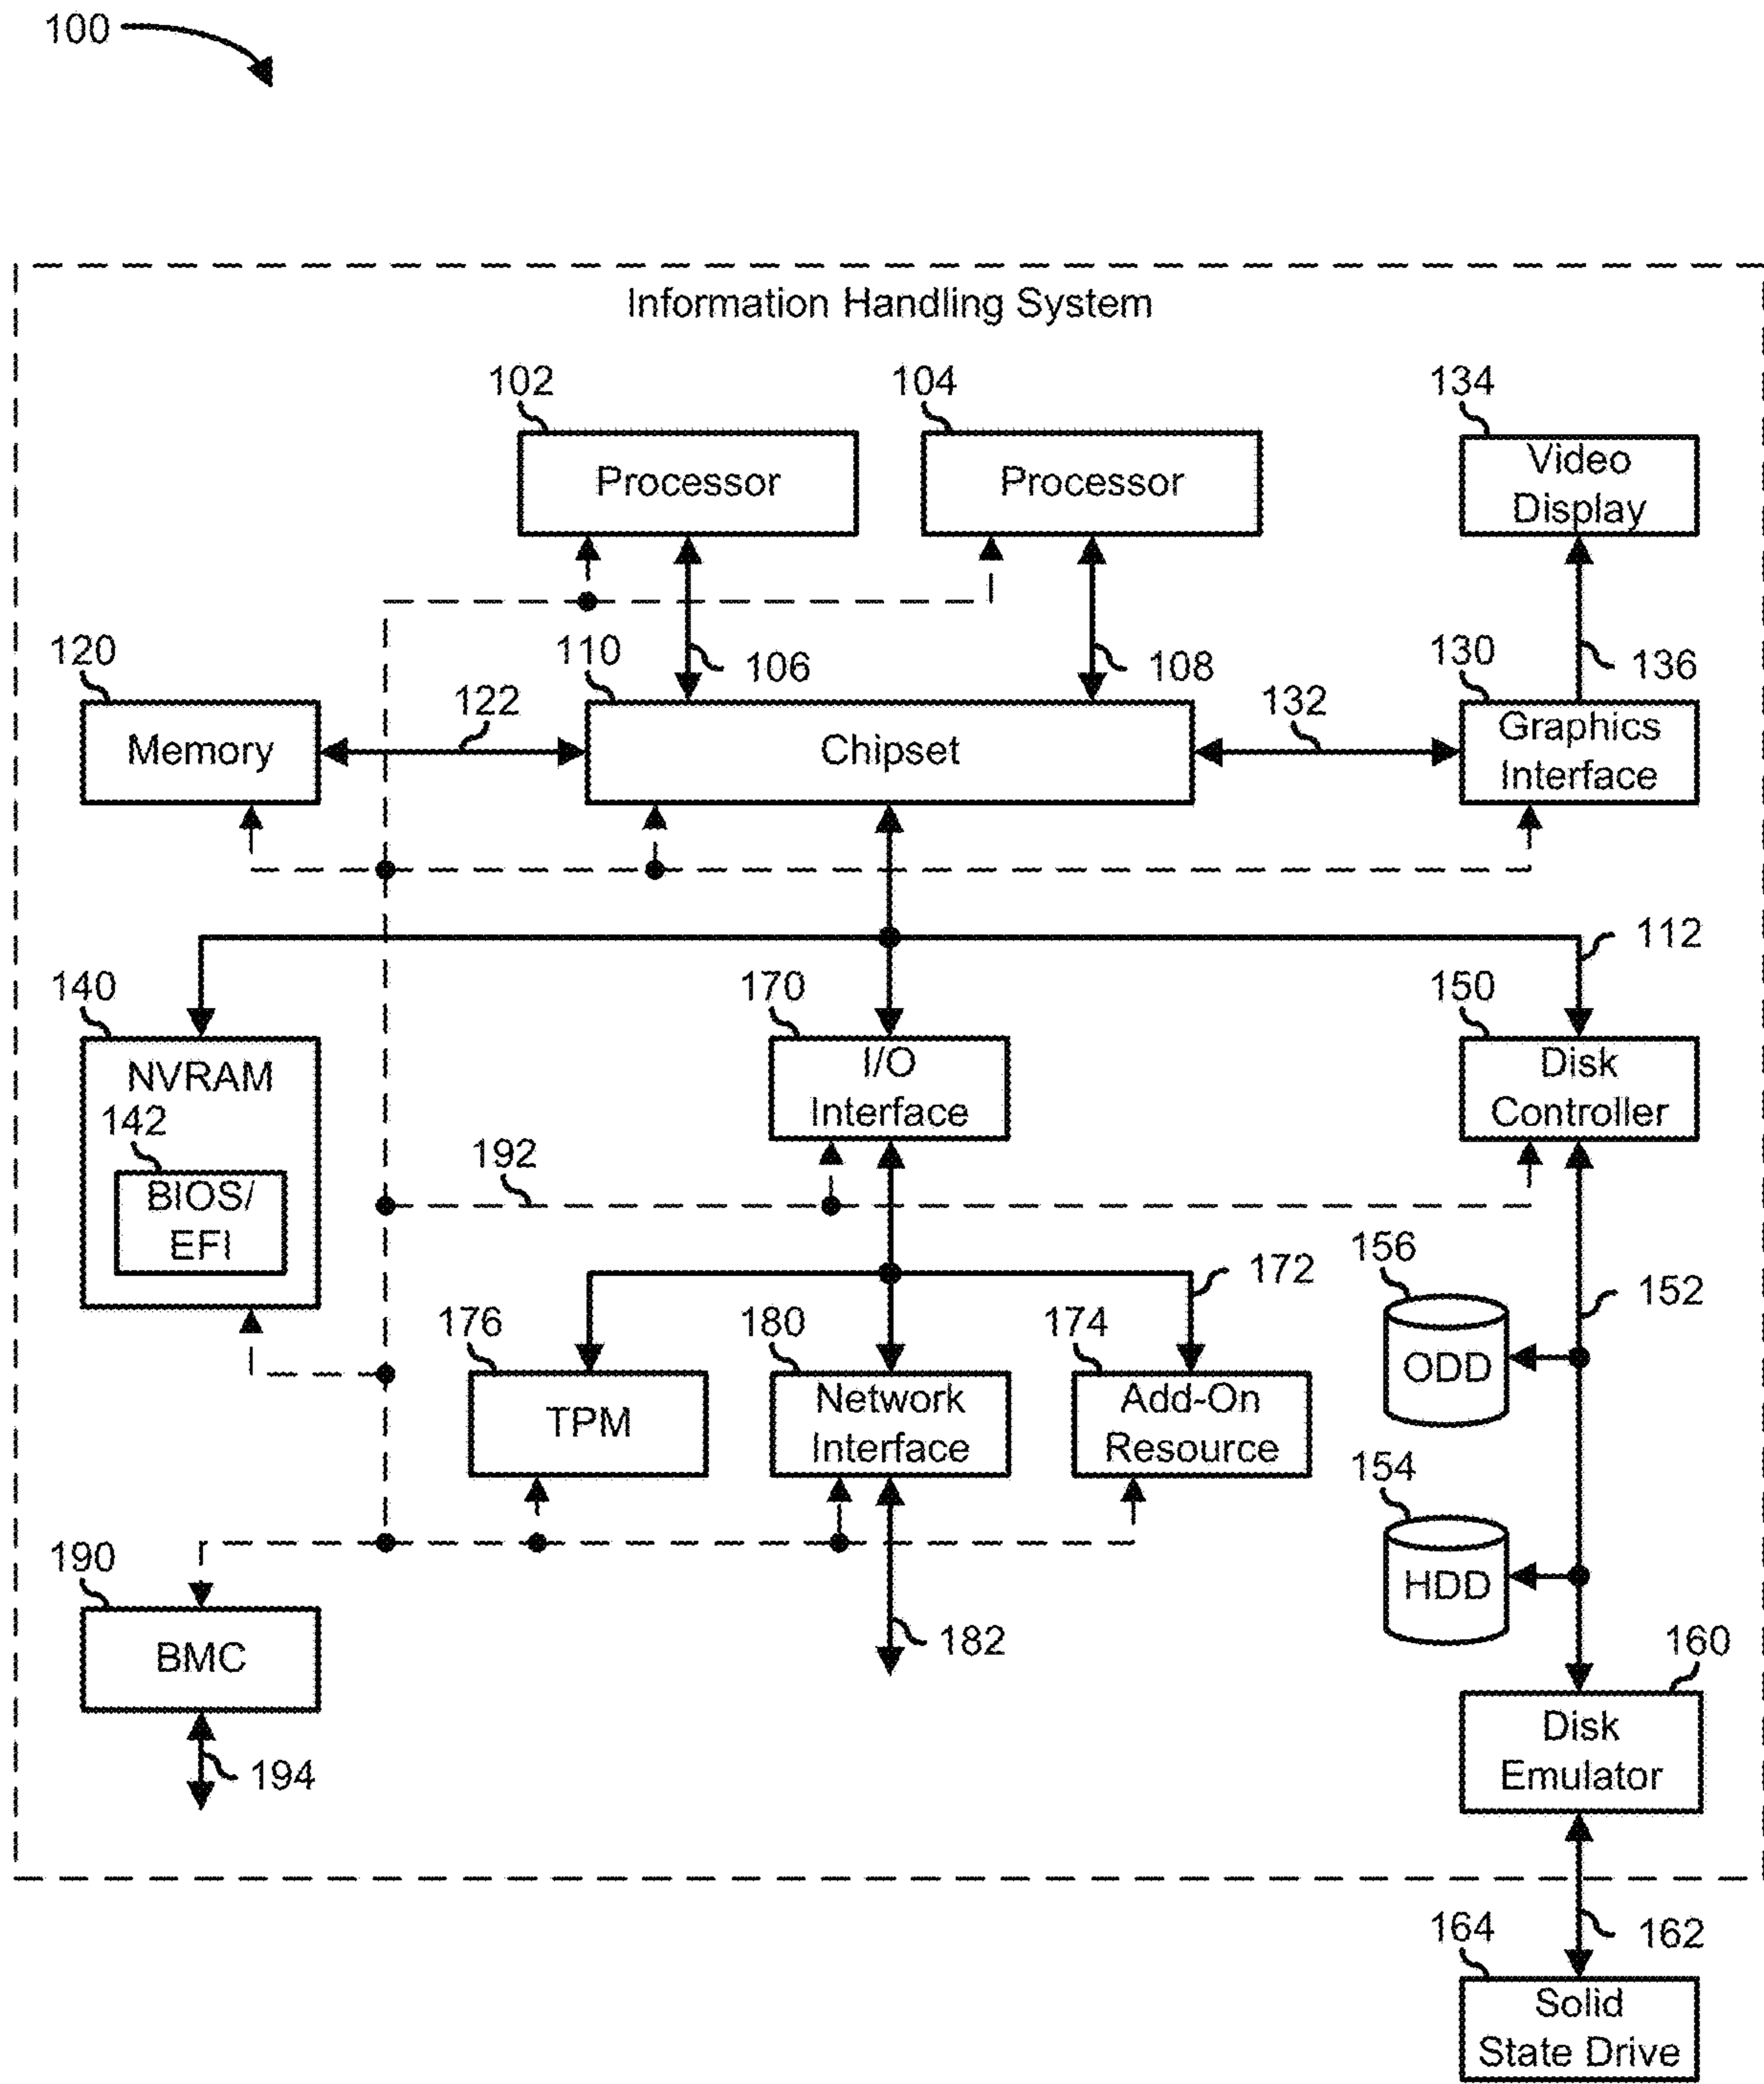 100
Information Handling System
102
104
134
Processor
Processor
Video
Display
120
110
106
108
130
136
122
132
Memory
Chipset
Graphics
Interface
112
140
170
150
NVRAM
I/O
Interface
Disk
Controller
142
BIOS/
EFI
192
156
172
152
176
180
174
ODD
TPM
Network
Interface
Add-On
Resource
154
HDD
190
182
160
BMC
Disk
Emulator
194
164
162
Solid
State Drive